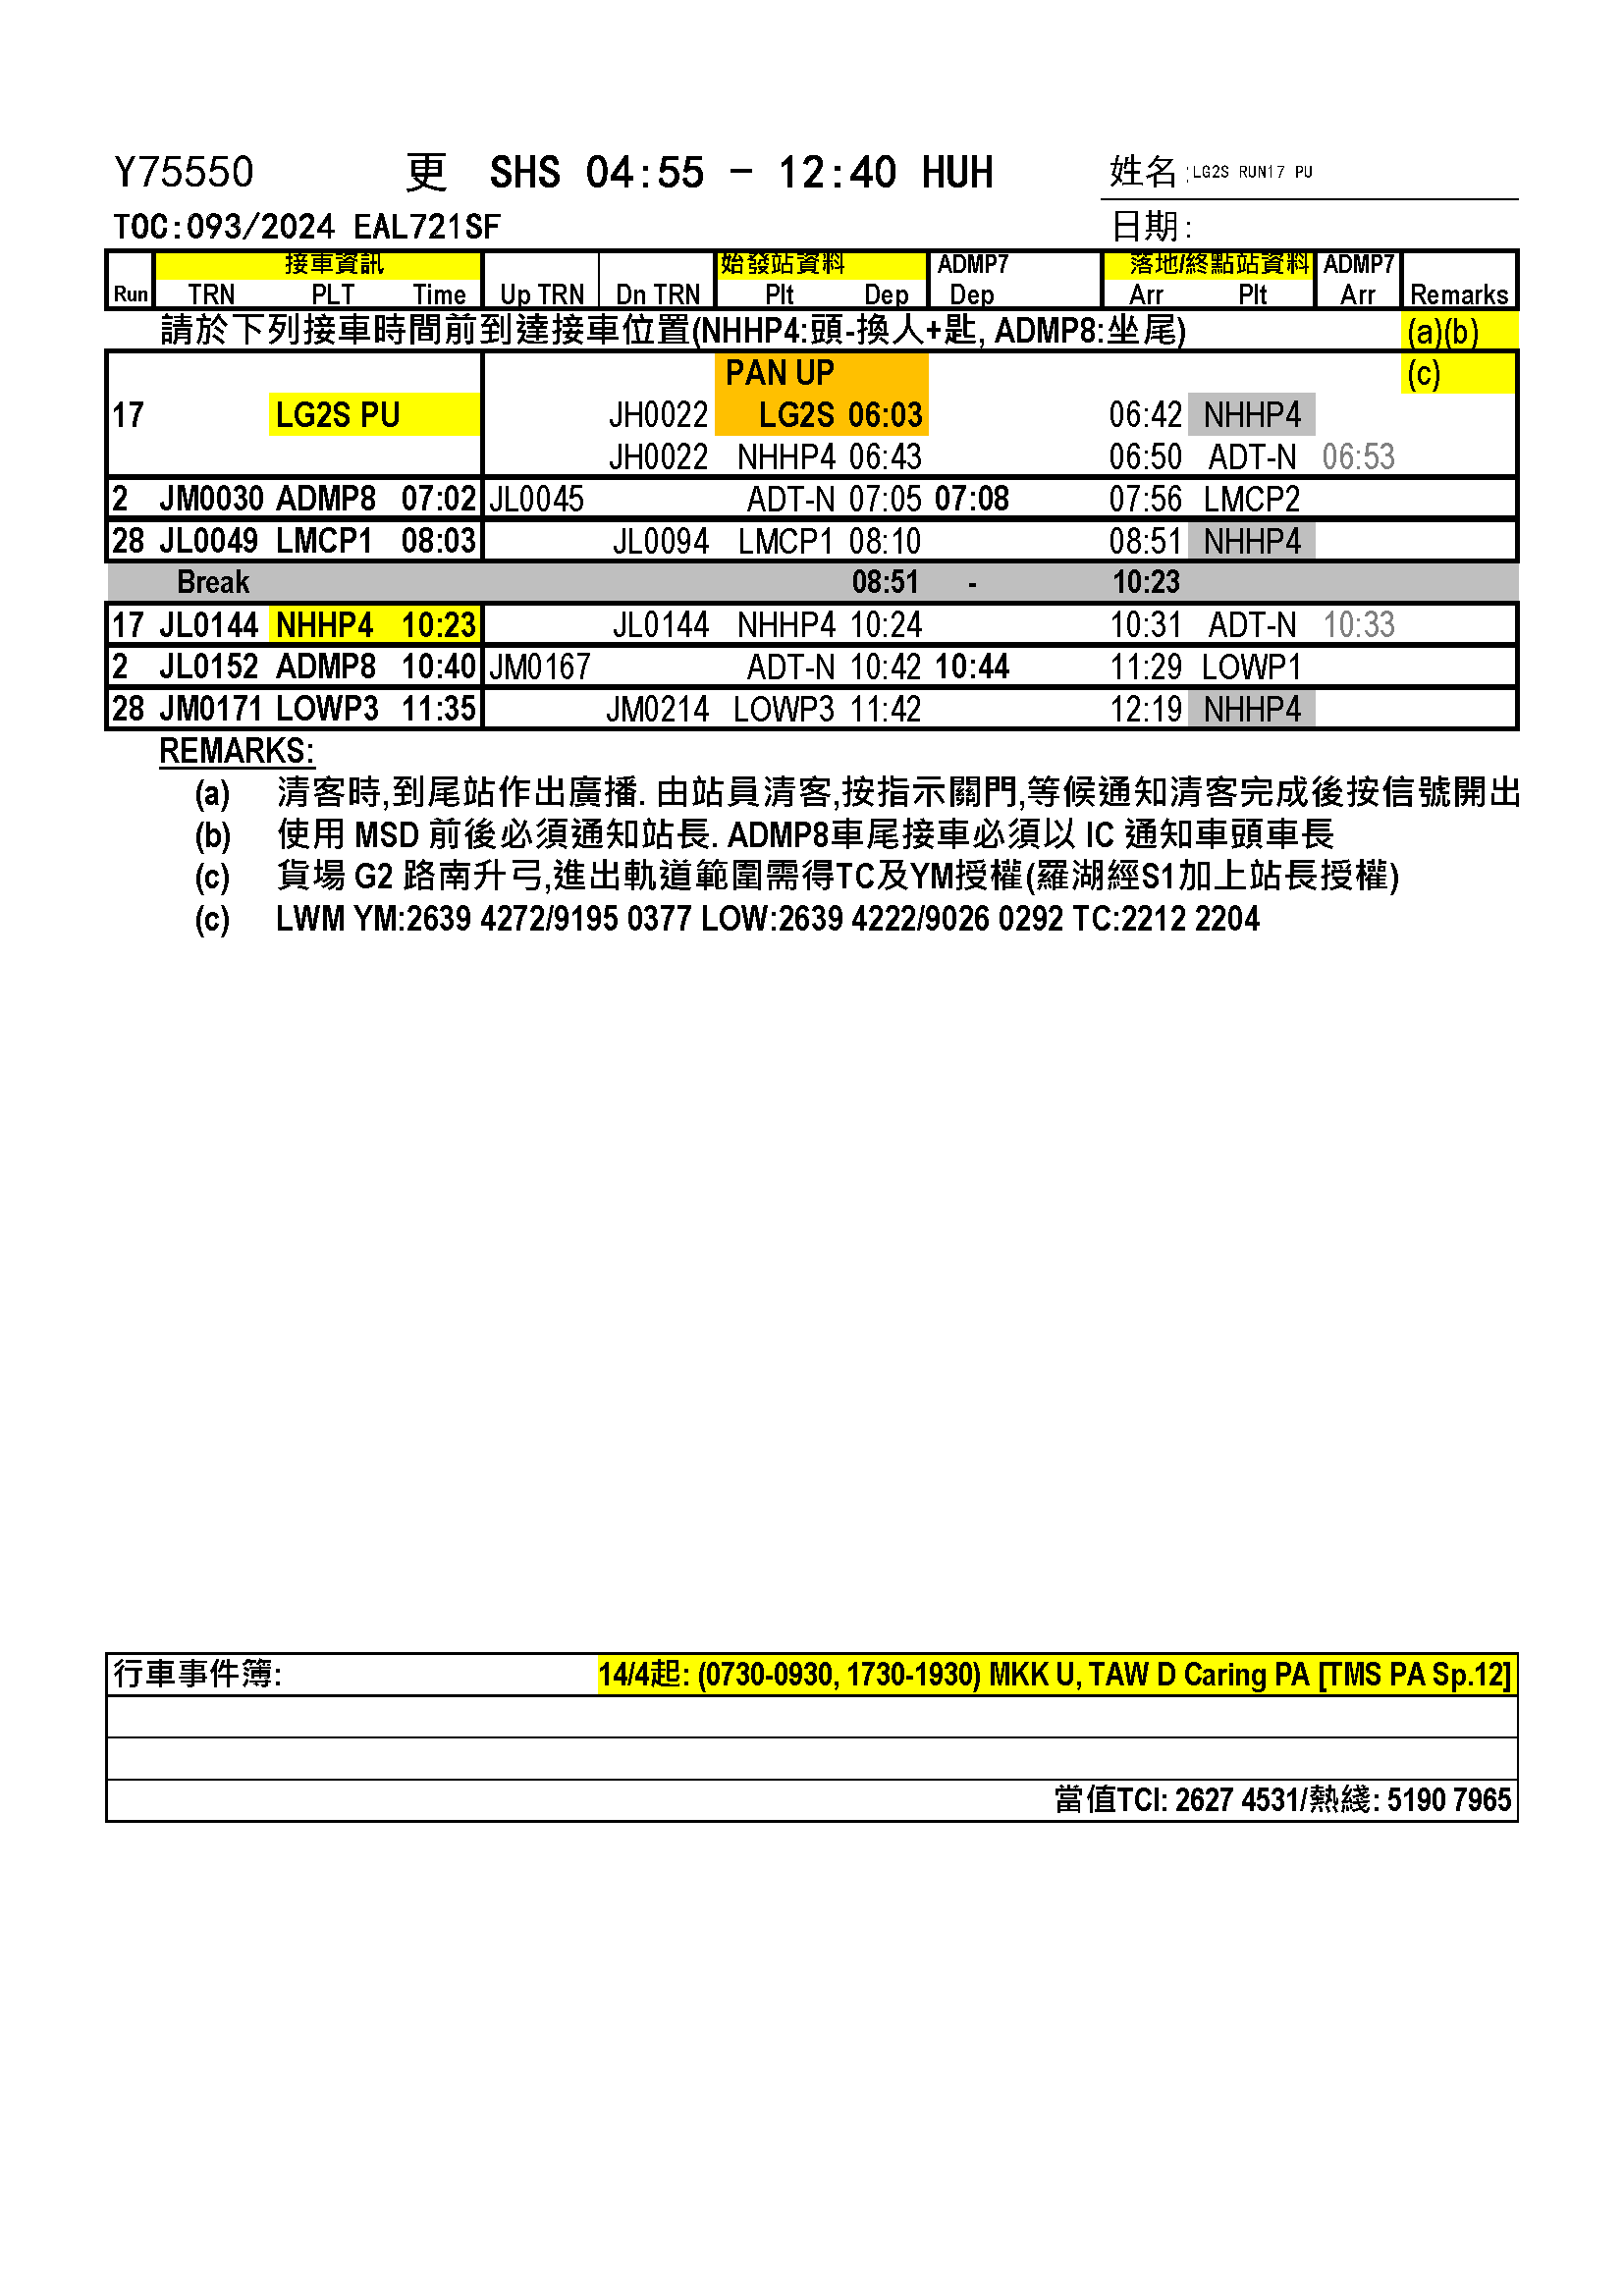 Y75550 更 SHS 04:55 - 12:40 HUH 姓名:LG2S RUN17 PU
TOC:093/2024 EAL721SF 日期:
接車資訊 始發站資料 ADMP7 落地/終點站資料 ADMP7
Run TRN PLT Time Up TRN Dn TRN Plt Dep Dep Arr Plt Arr Remarks
請於下列接車時間前到達接車位置(NHHP4:頭-換人+匙, ADMP8:坐尾) (a)(b)
PAN UP (c)
17 LG2S PU JH0022 LG2S 06:03 06:42 NHHP4
JH0022 NHHP4 06:43 06:50 ADT-N 06:53
2 JM0030 ADMP8 07:02 JL0045 ADT-N 07:05 07:08 07:56 LMCP2
28 JL0049 LMCP1 08:03 JL0094 LMCP1 08:10 08:51 NHHP4
Break 08:51 - 10:23
17 JL0144 NHHP4 10:23 JL0144 NHHP4 10:24 10:31 ADT-N 10:33
2 JL0152 ADMP8 10:40 JM0167 ADT-N 10:42 10:44 11:29 LOWP1
28 JM0171 LOWP3 11:35 JM0214 LOWP3 11:42 12:19 NHHP4
REMARKS:
(a) 清客時,到尾站作出廣播. 由站員清客,按指示關門,等候通知清客完成後按信號開出
(b) 使用 MSD 前後必須通知站長. ADMP8車尾接車必須以 IC 通知車頭車長
(c) 貨場 G2 路南升弓,進出軌道範圍需得TC及YM授權(羅湖經S1加上站長授權)
(c) LWM YM:2639 4272/9195 0377 LOW:2639 4222/9026 0292 TC:2212 2204
行車事件簿: 14/4起: (0730-0930, 1730-1930) MKK U, TAW D Caring PA [TMS PA Sp.12]
當值TCI: 2627 4531/熱綫: 5190 7965